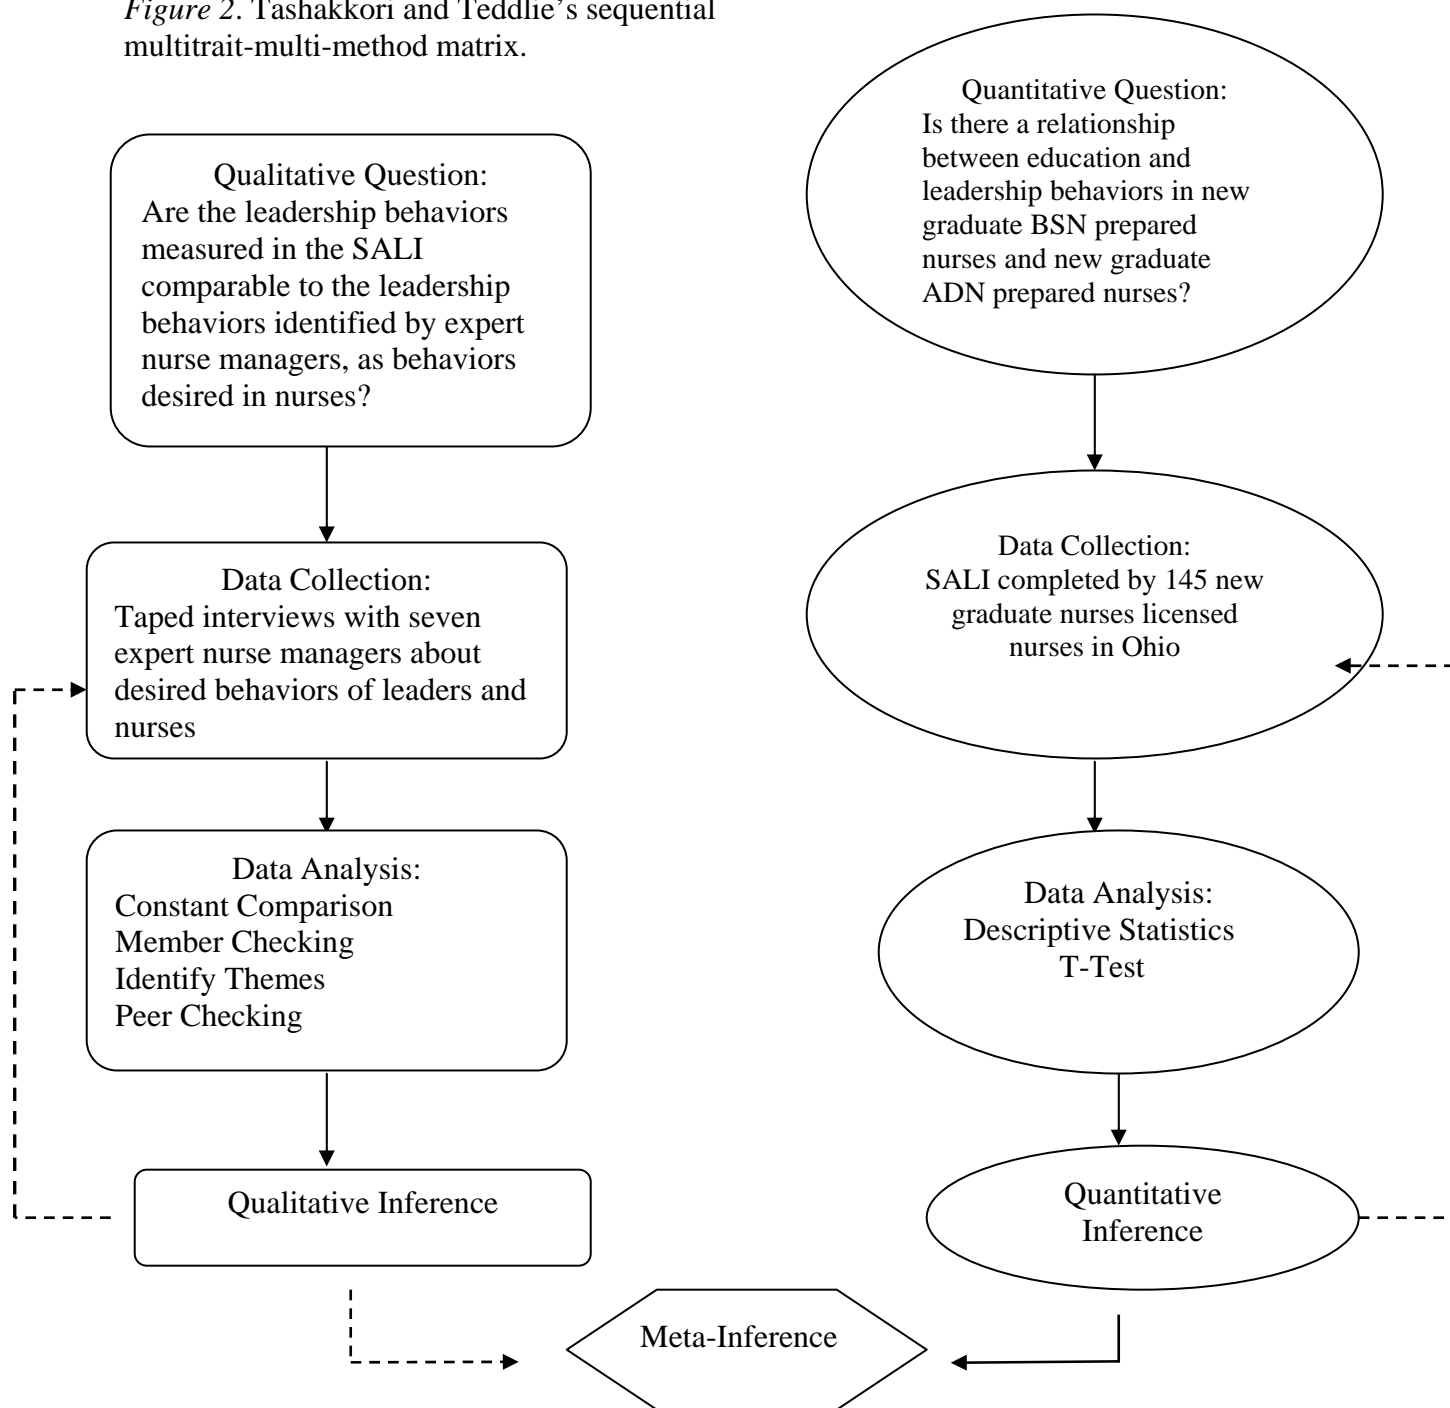 Figure 2. Tashakkori and Teddlie's sequential
multitrait-multi-method matrix.
Qualitative Question:
Are the leadership behaviors
measured in the SALI
comparable to the leadership
behaviors identified by expert
nurse managers, as behaviors
desired in nurses?
Data Collection:
Taped interviews with seven
expert nurse managers about
desired behaviors of leaders and
nurses
Data Analysis:
Constant Comparison
Member Checking
Identify Themes
Peer Checking
Qualitative Inference
Quantitative Question:
Is there a relationship
between education and
leadership behaviors in new
graduate BSN prepared
nurses and new graduate
ADN prepared nurses?
Data Collection:
SALI completed by 145 new
graduate nurses licensed
nurses in Ohio
Data Analysis:
Descriptive Statistics
T-Test
Quantitative
Inference
Meta-Inference